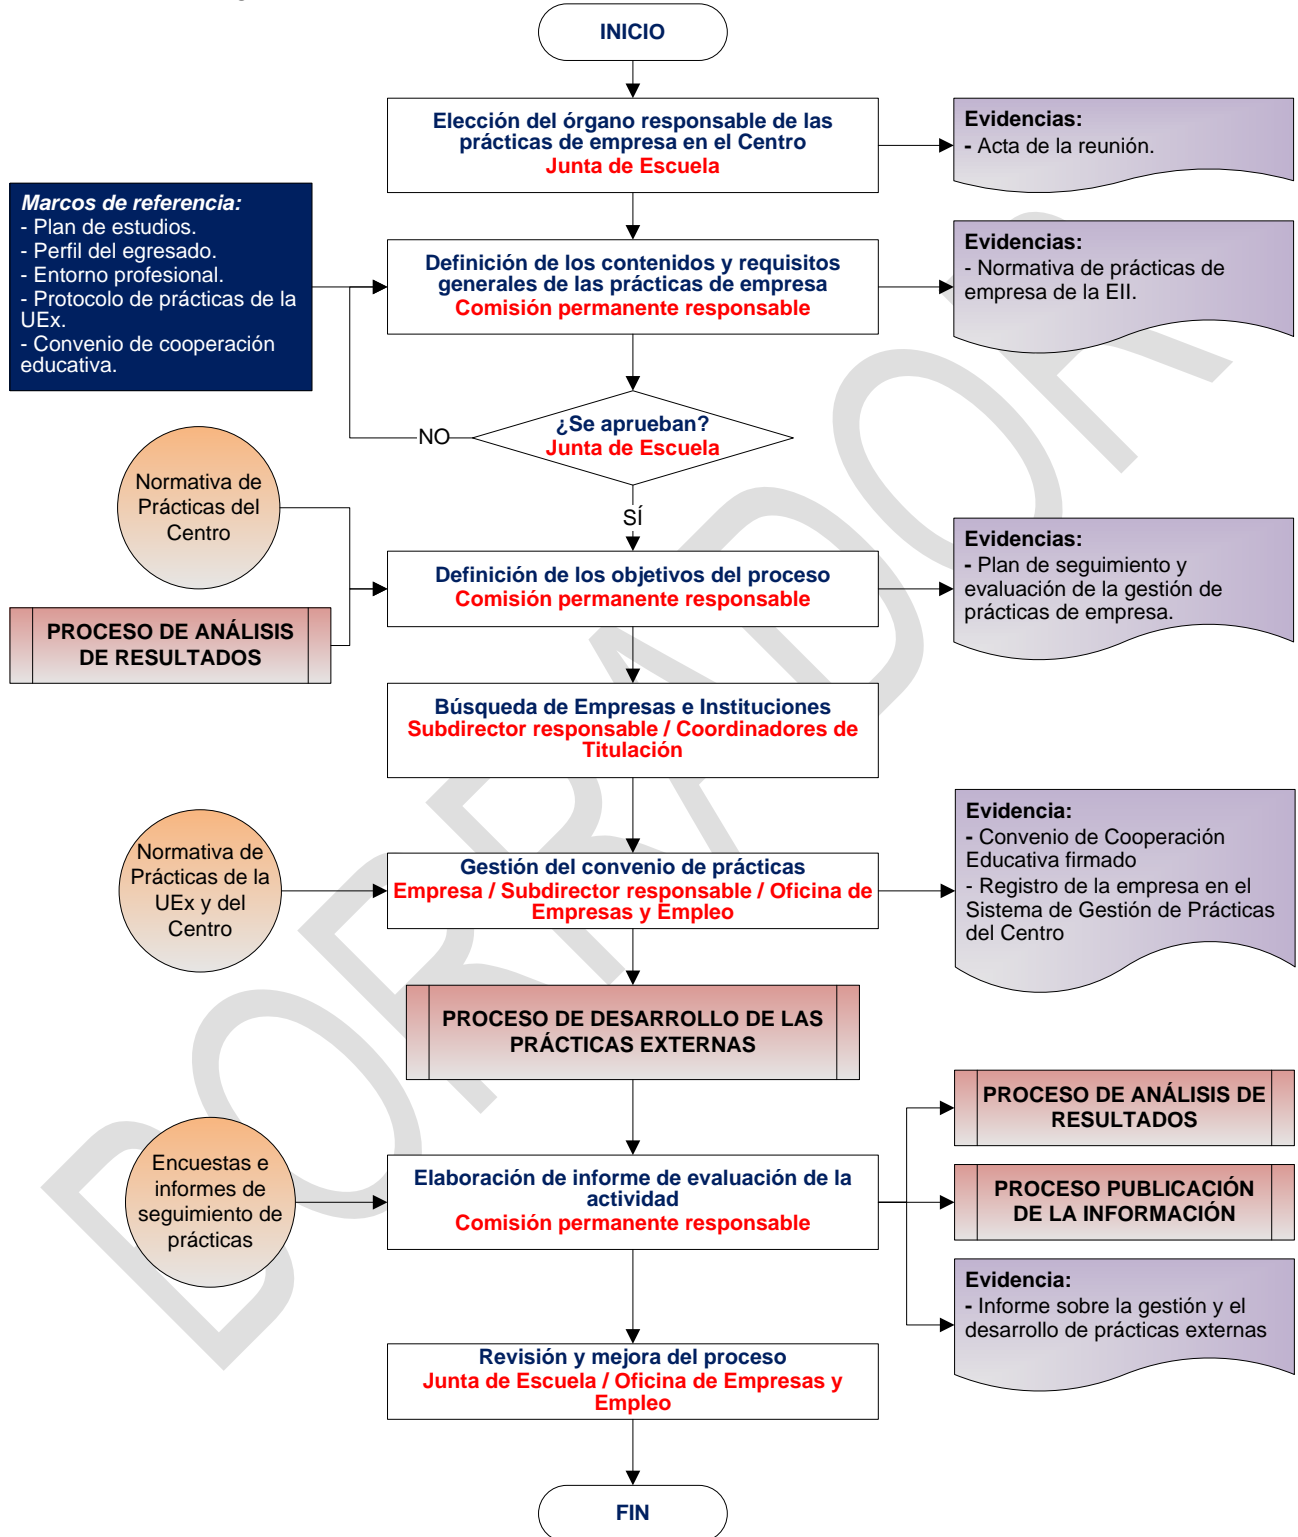 INICIO
Elección del órgano responsable de las
prácticas de empresa en el Centro
Junta de Escuela
Evidencias:
- Acta de la reunión.
Marcos de referencia:
- Plan de estudios.
- Perfil del egresado.
- Entorno profesional.
- Protocolo de prácticas de la
UEx.
- Convenio de cooperación
educativa.
Definición de los contenidos y requisitos
generales de las prácticas de empresa
Comisión permanente responsable
Evidencias:
- Normativa de prácticas de
empresa de la EII.
¿Se aprueban?
Junta de Escuela
NO
SÍ
Normativa de
Prácticas del
Centro
PROCESO DE ANÁLISIS
DE RESULTADOS
Definición de los objetivos del proceso
Comisión permanente responsable
Evidencias:
- Plan de seguimiento y
evaluación de la gestión de
prácticas de empresa.
Búsqueda de Empresas e Instituciones
Subdirector responsable / Coordinadores de
Titulación
Normativa de
Prácticas de la
UEx y del
Centro
Gestión del convenio de prácticas
Empresa / Subdirector responsable / Oficina de
Empresas y Empleo
Evidencia:
- Convenio de Cooperación
Educativa firmado
- Registro de la empresa en el
Sistema de Gestión de Prácticas
del Centro
PROCESO DE DESARROLLO DE LAS
PRÁCTICAS EXTERNAS
Encuestas e
informes de
seguimiento de
prácticas
Elaboración de informe de evaluación de la
actividad
Comisión permanente responsable
PROCESO DE ANÁLISIS DE
RESULTADOS
PROCESO PUBLICACIÓN
DE LA INFORMACIÓN
Evidencia:
- Informe sobre la gestión y el
desarrollo de prácticas externas
Revisión y mejora del proceso
Junta de Escuela / Oficina de Empresas y
Empleo
FIN
BORRADOR